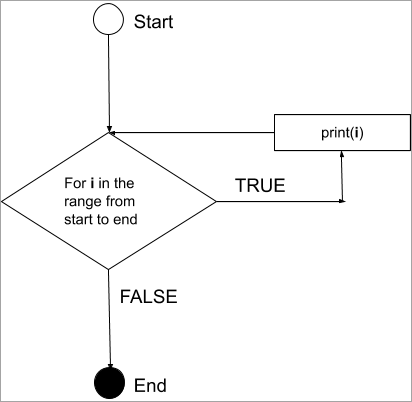 Start
print(i)
For i in the
range from
start to end
TRUE
FALSE
End